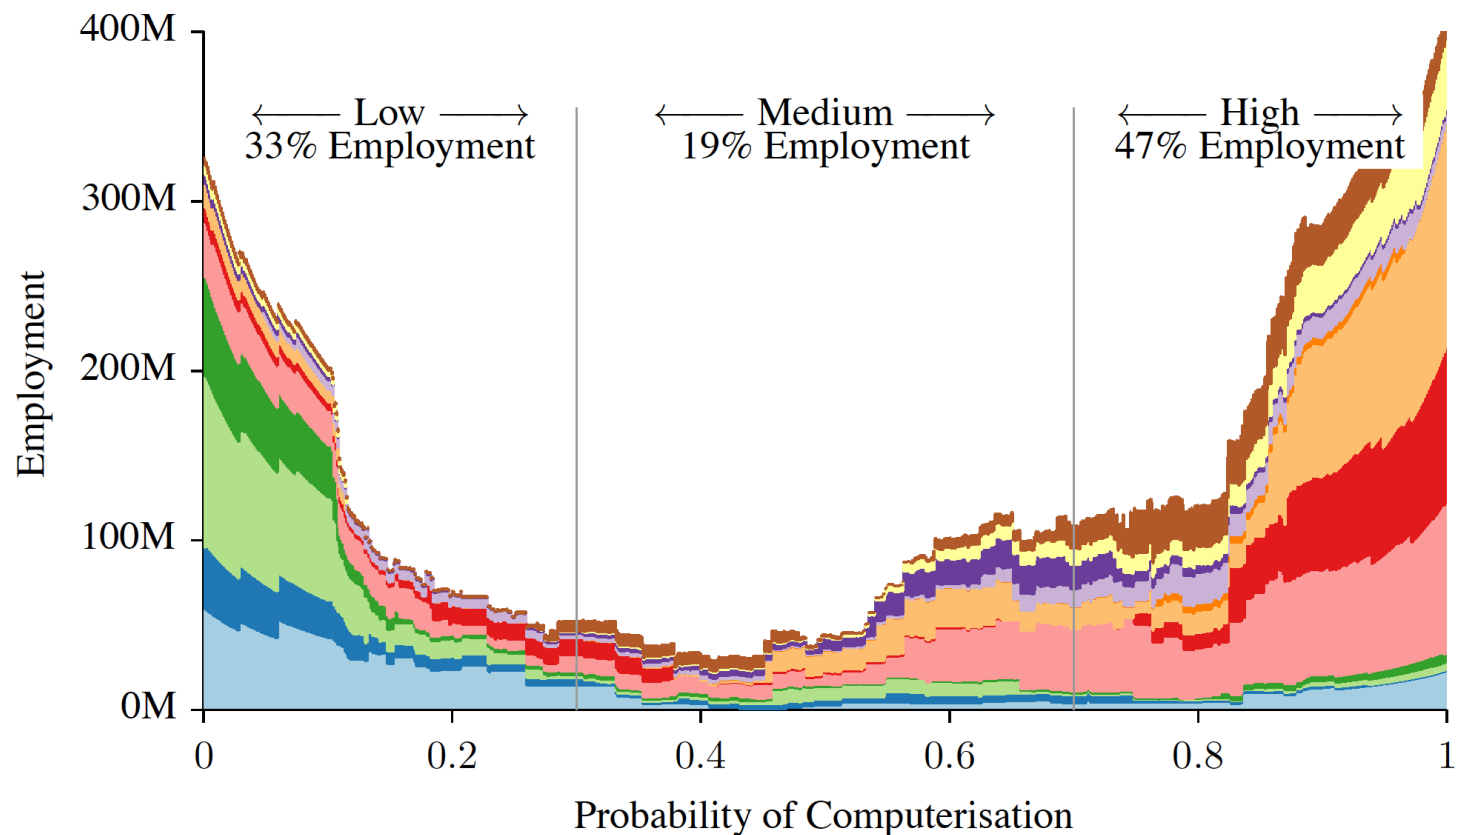 400M
300M
200M
100M
0M
Employment
←—— Low ——→
33% Employment
←—— Medium ——→
19% Employment
←—— High ——→
47% Employment
0 0.2 0.4 0.6 0.8 1
Probability of Computerisation